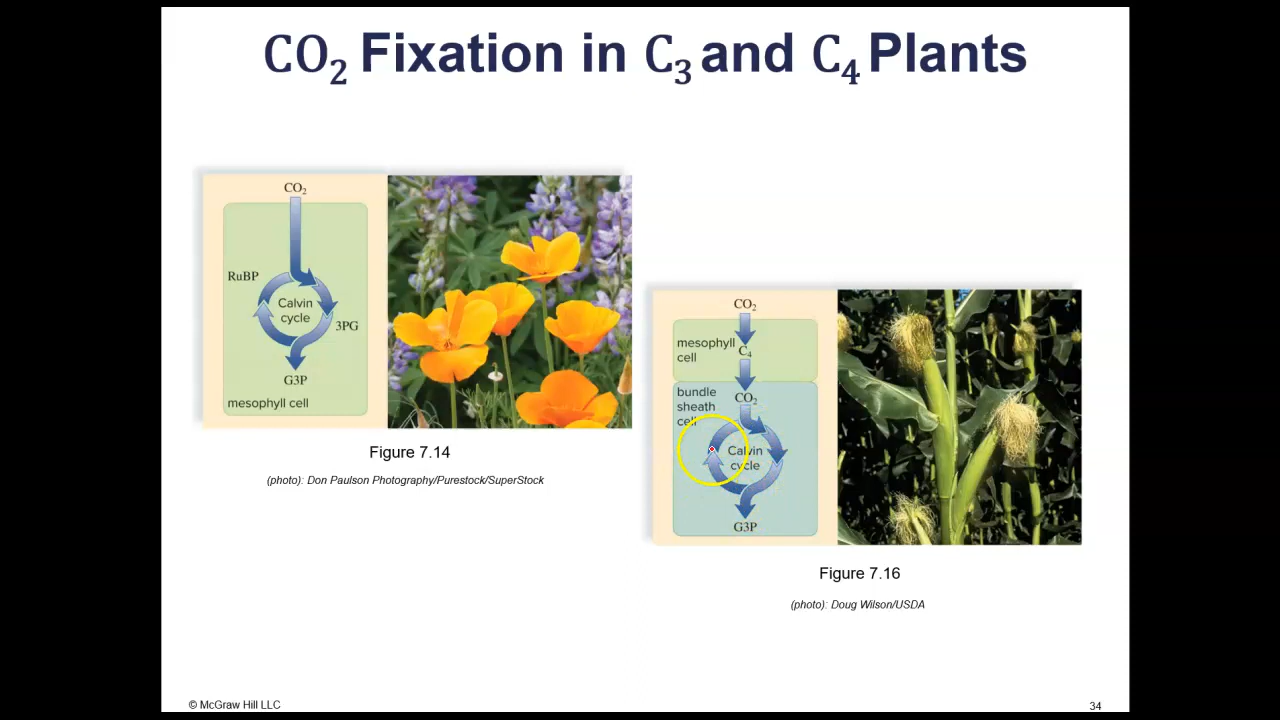 CO₂ Fixation in C₃ and C₄ Plants
CO₂
RuBP
Calvin
cycle
3PG
G3P
mesophyll cell
Figure 7.14
(photo): Don Paulson Photography/Purestock/SuperStock
CO₂
mesophyll
cell
C₄
bundle
sheath
cell
CO₂
Calvin
cycle
G3P
Figure 7.16
(photo): Doug Wilson/USDA
© McGraw Hill LLC
34